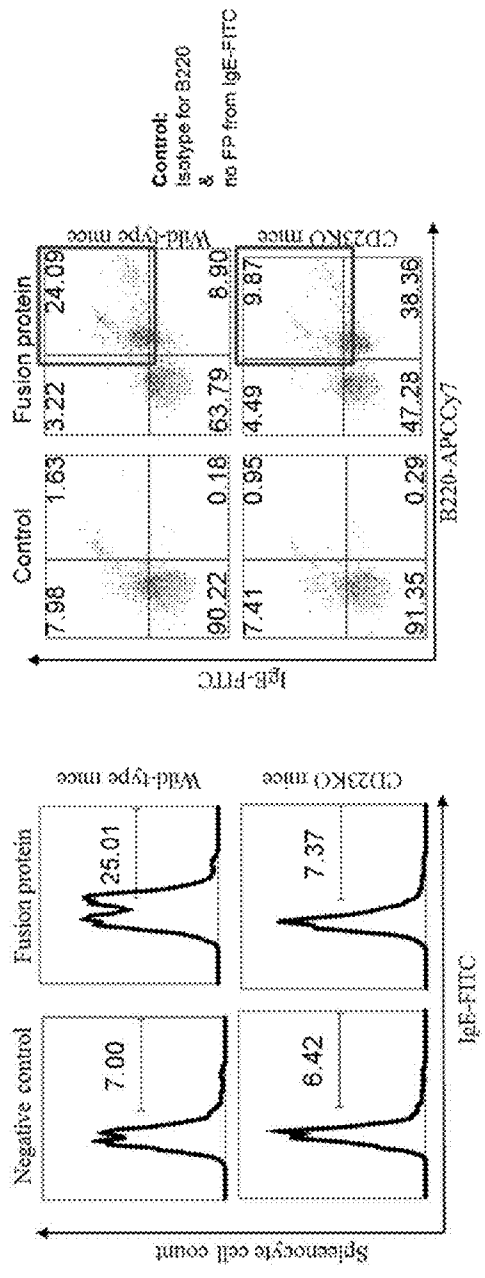 Negative control
Fusion protein
7.00
25.01
Wild-type mice
6.42
7.37
CD23KO mice
Spleenocyte cell count
IgE-FITC
Control
Fusion protein
7.98
1.63
3.22
24.09
90.22
0.18
63.79
8.90
Wild-type mice
7.41
0.95
4.49
9.87
91.35
0.29
47.28
38.36
CD23KO mice
IgE-FITC
B220-APCCy7
Control:
Isotype for B220
&
no FP from IgE-FITC